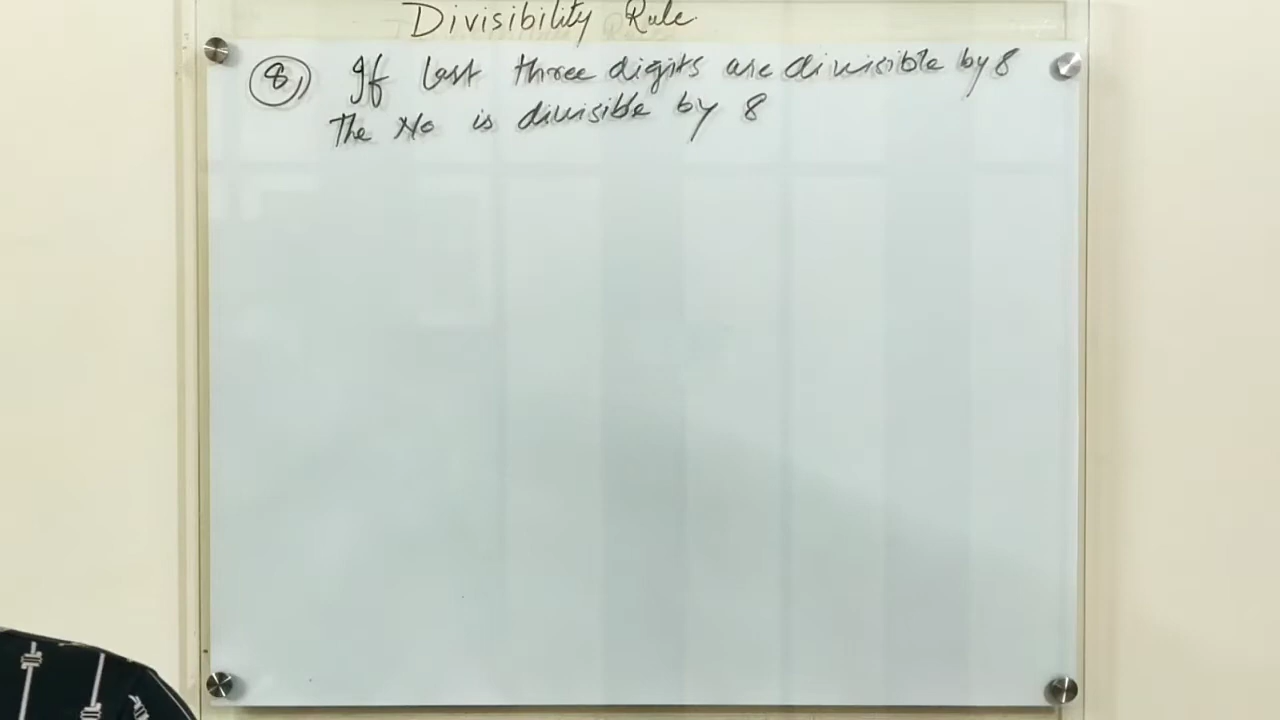 Divisibility Rule
8) If last three digits are divisible by 8
The No is divisible by 8